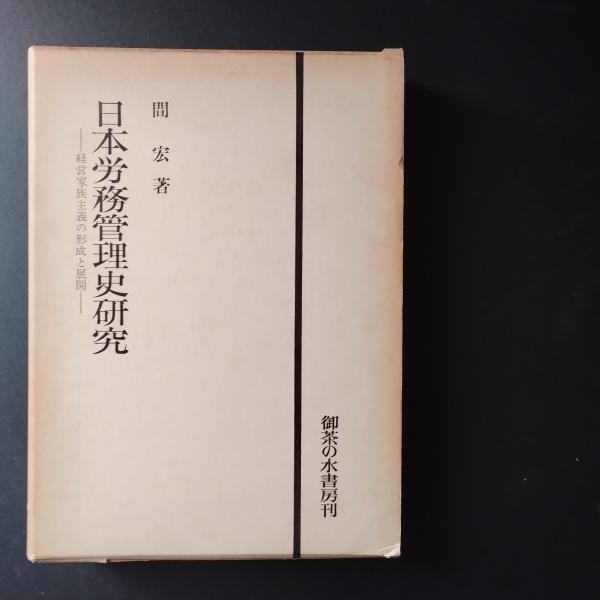 間宏著
日本労務管理史研究
――経営家族主義の形成と展開――
御茶の水書房刊